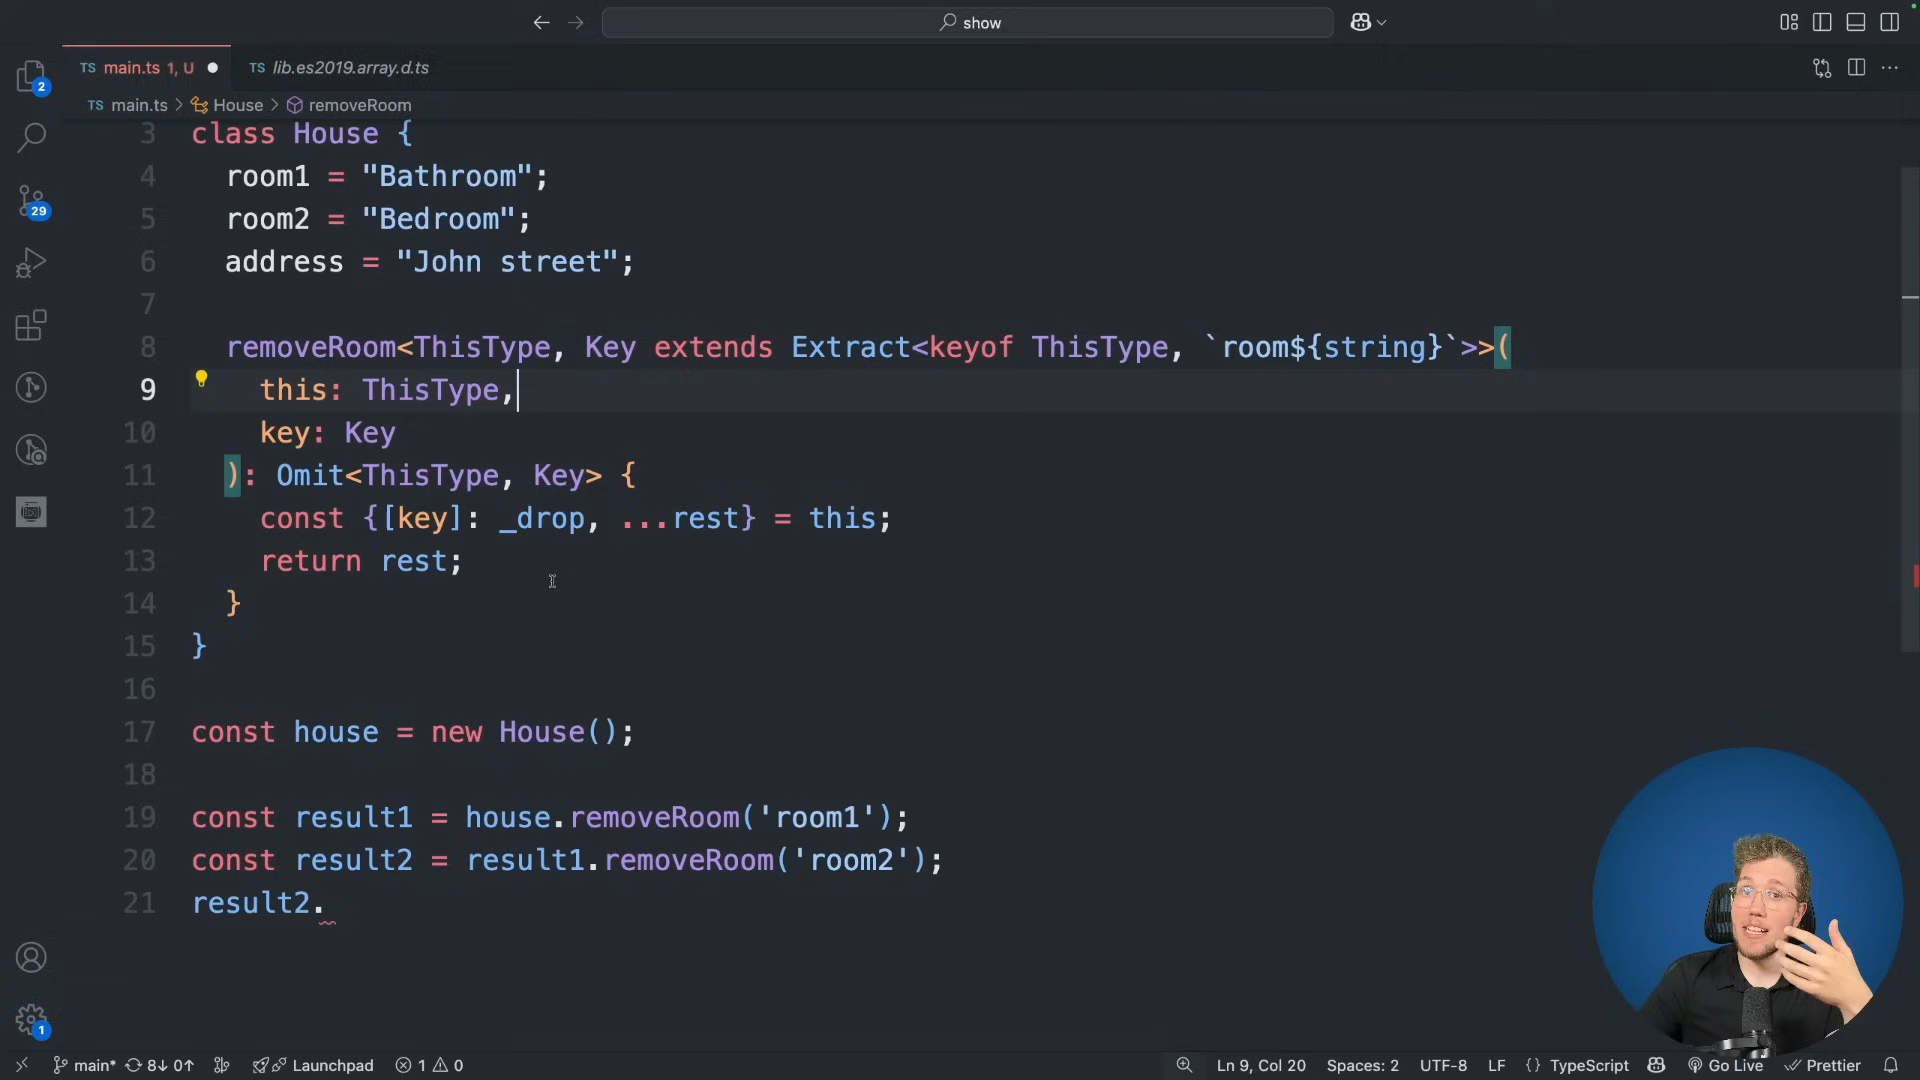 show
TS main.ts 1, U
TS lib.es2019.array.d.ts
TS main.ts > House > removeRoom
3 class House {
4 room1 = "Bathroom";
5 room2 = "Bedroom";
6 address = "John street";
7
8 removeRoom<ThisType, Key extends Extract<keyof ThisType, `room${string}`>>(
9 this: ThisType,
10 key: Key
11 ): Omit<ThisType, Key> {
12 const {[key]: _drop, ...rest} = this;
13 return rest;
14 }
15 }
16
17 const house = new House();
18
19 const result1 = house.removeRoom('room1');
20 const result2 = result1.removeRoom('room2');
21 result2.
2
29
1
main* 8↓ 0↑ Launchpad 1 0 Ln 9, Col 20 Spaces: 2 UTF-8 LF {} TypeScript Go Live Prettier